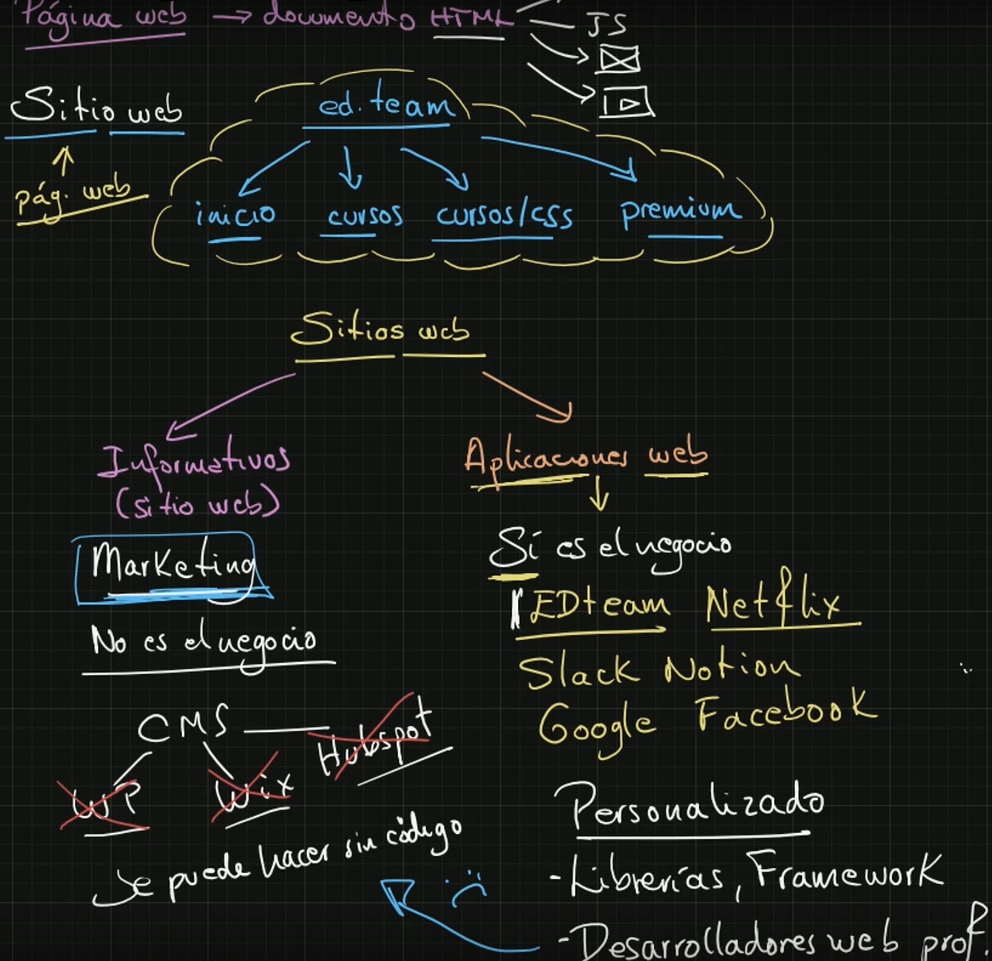 Página web → documento HTML
JS
Sitio web
ed.team
pág. web
inicio cursos cursos/css premium
Sitios web
Informativos
(sitio web)
Marketing
No es el negocio
CMS
Hubspot
WP Wix
Se puede hacer sin código
Aplicaciones web
Sí es el negocio
EDteam Netflix
Slack Notion
Google Facebook
Personalizado
- Librerías, Framework
- Desarrolladores web prof.